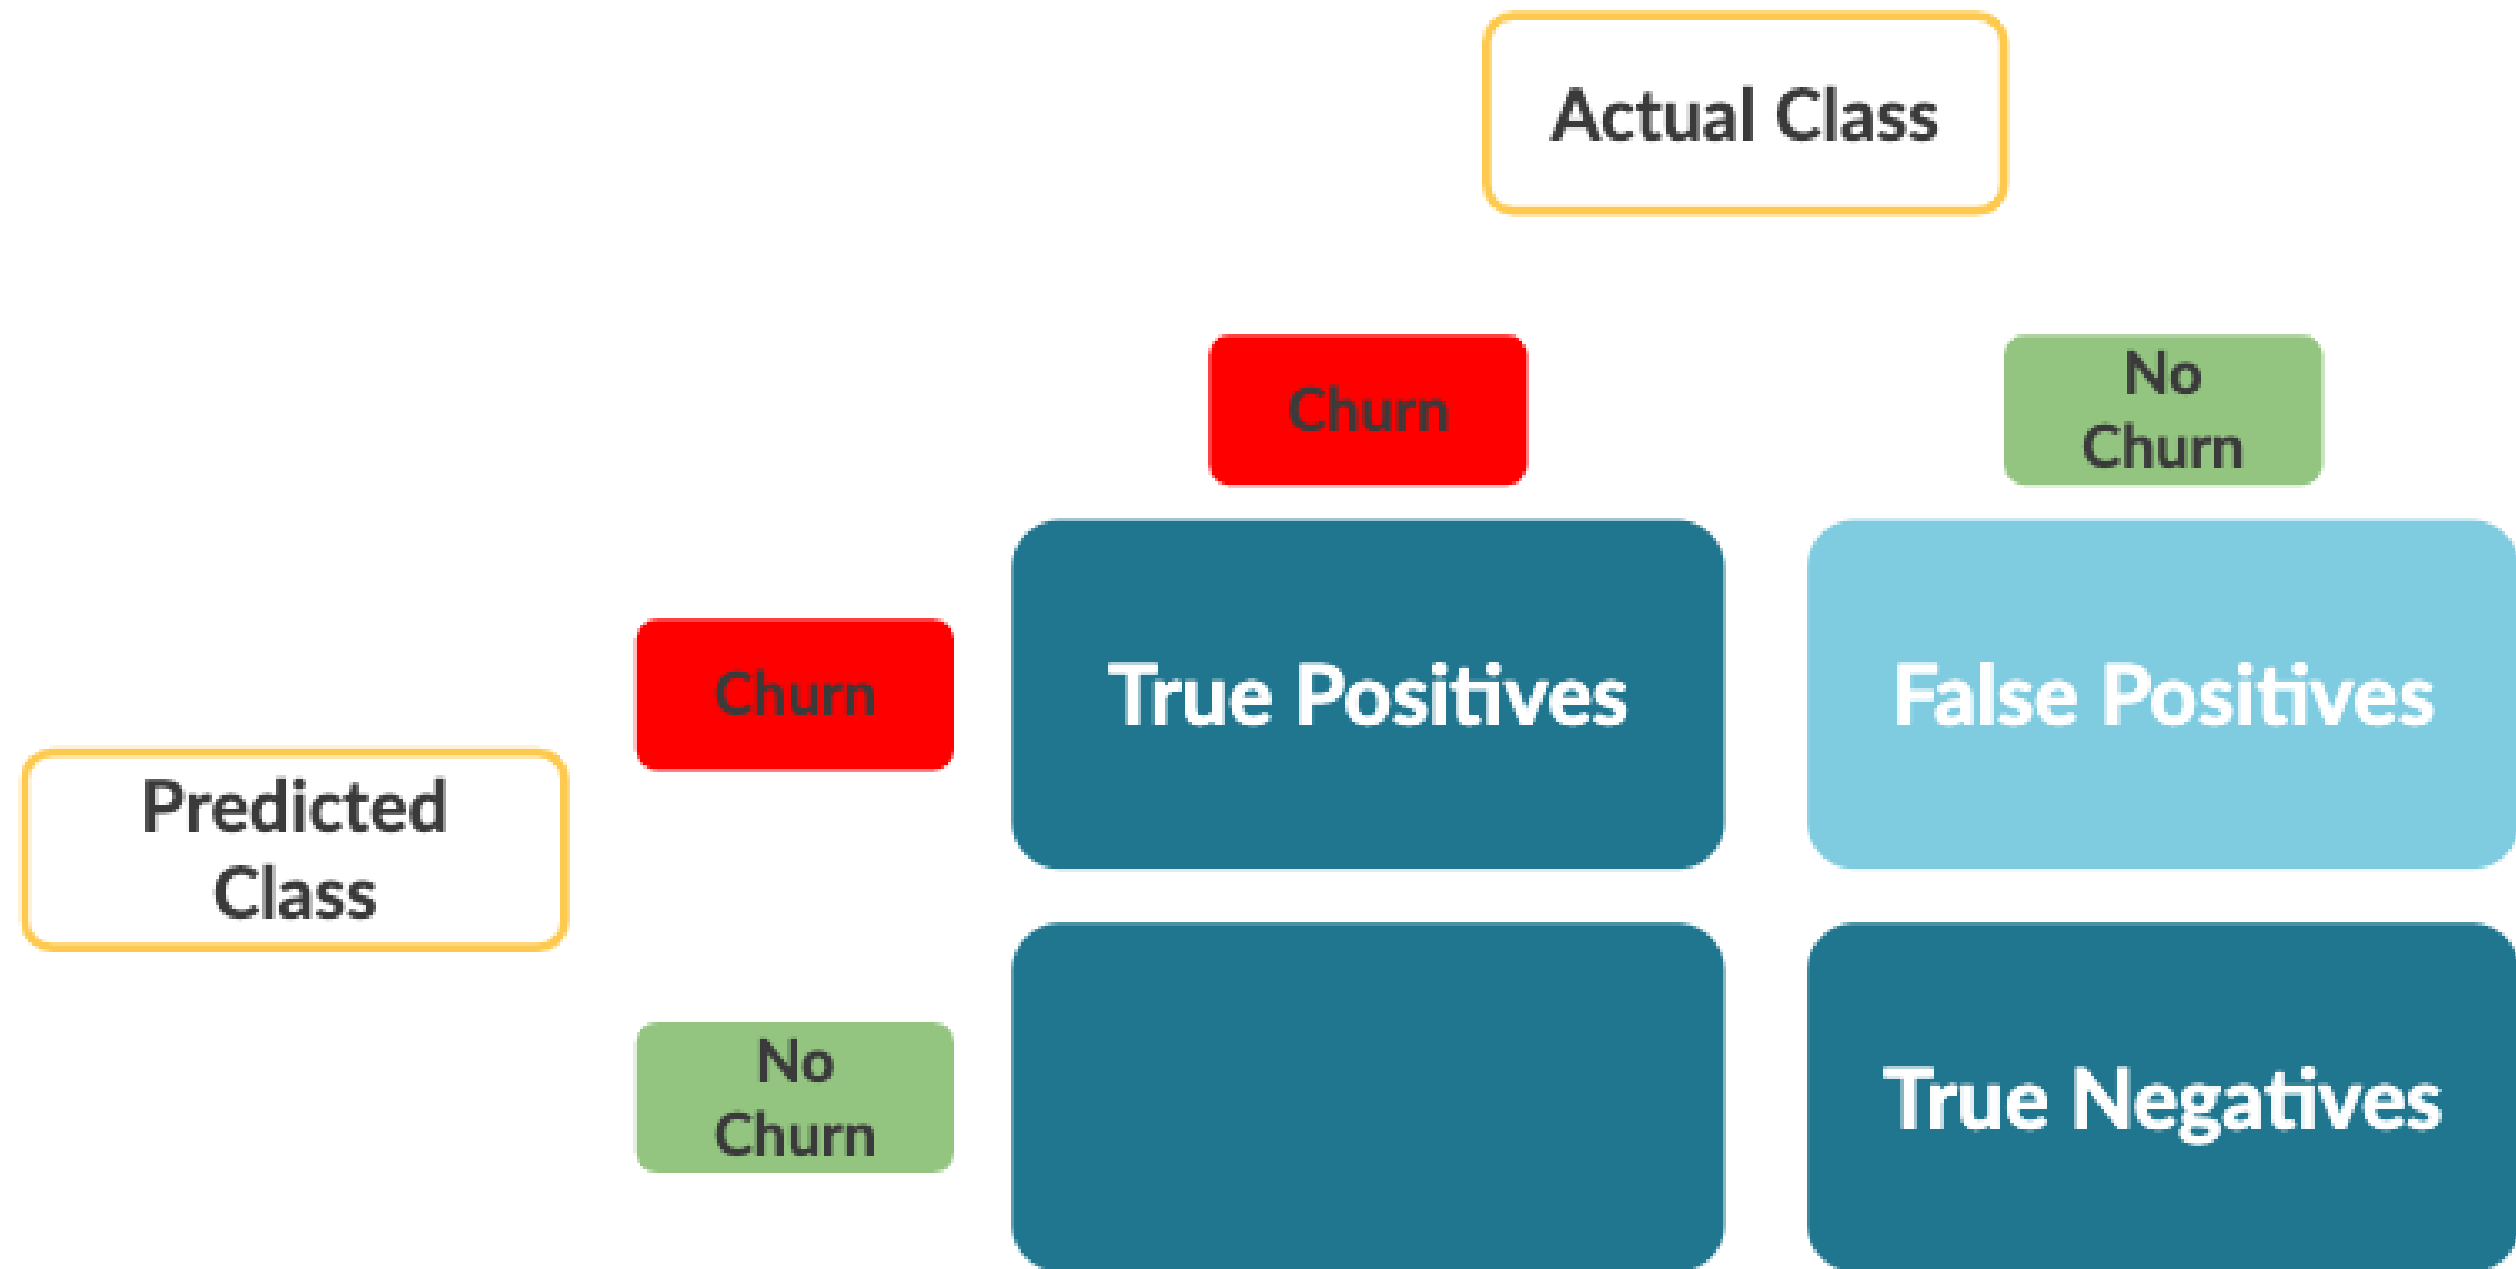 Actual Class
Churn
No
Churn
Churn
True Positives
False Positives
Predicted
Class
No
Churn
True Negatives